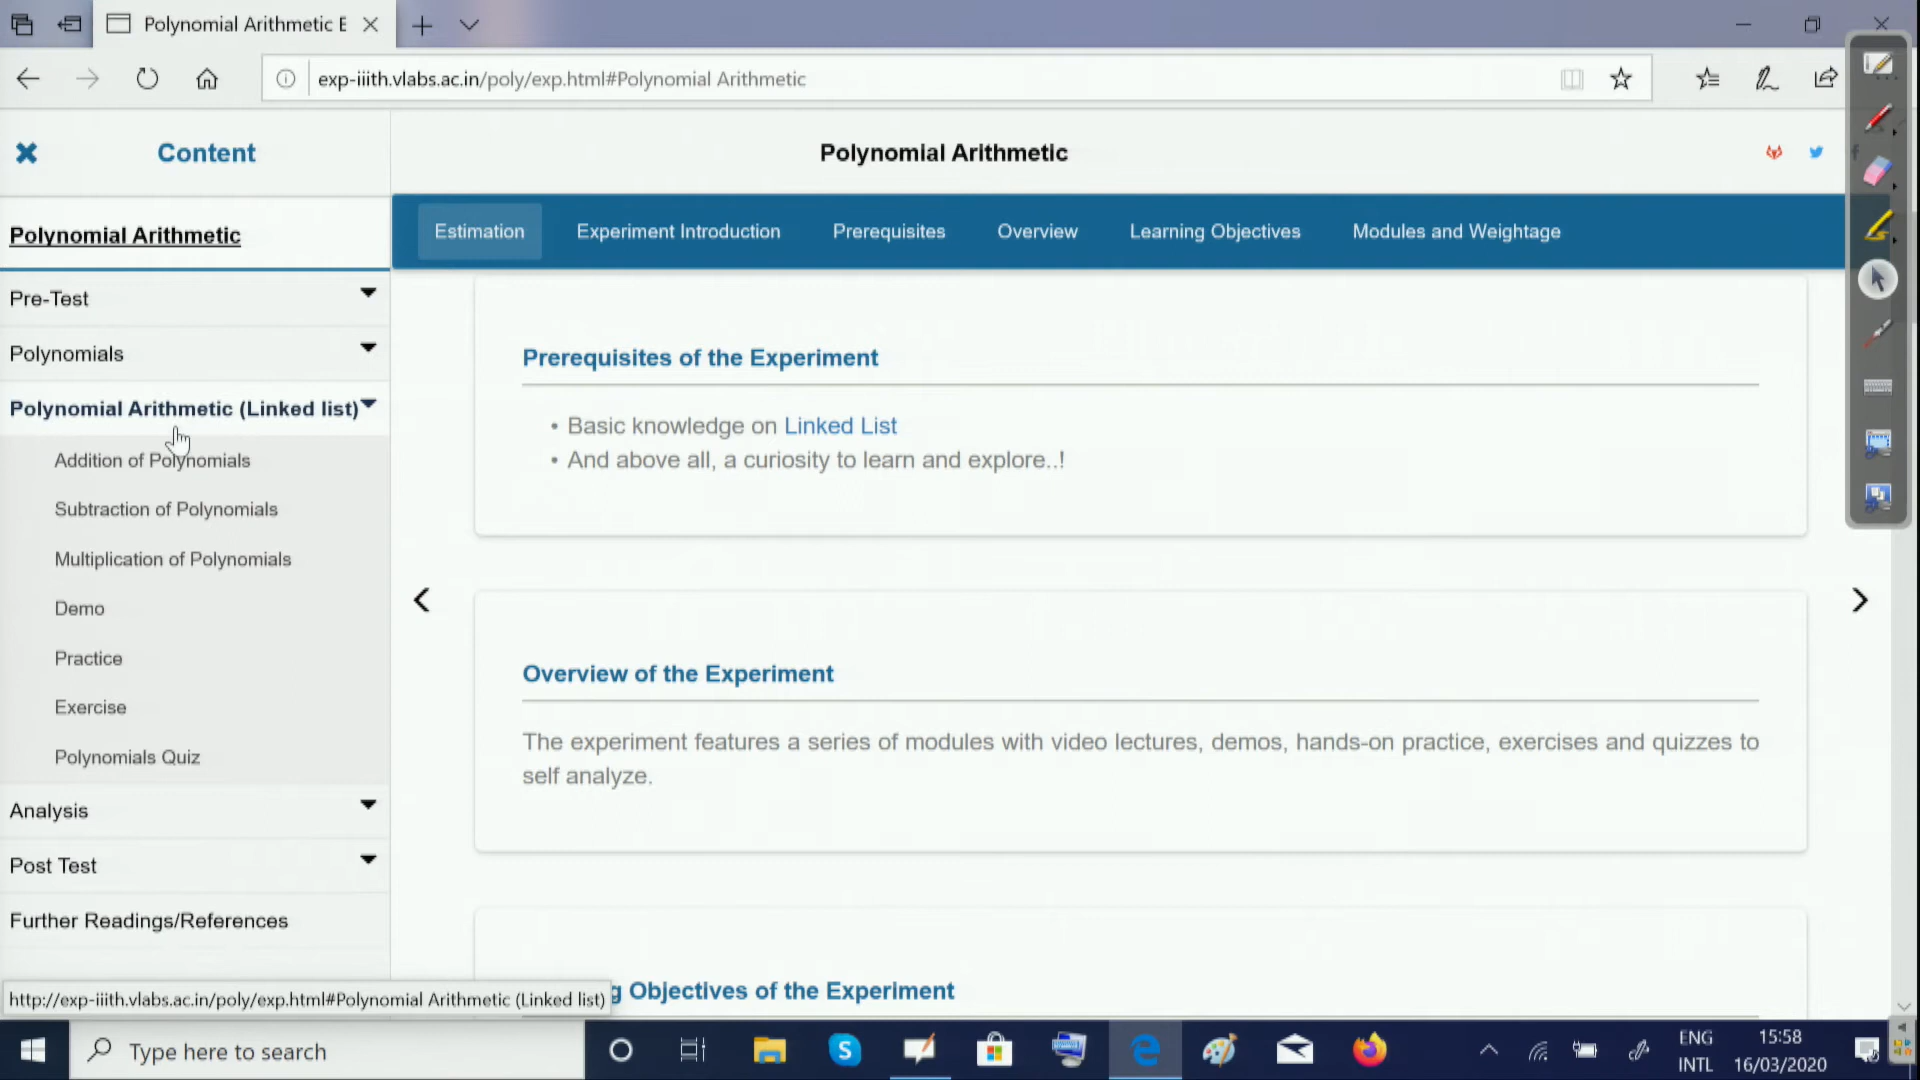 Polynomial Arithmetic E
exp-iiith.vlabs.ac.in/poly/exp.html#Polynomial Arithmetic
Content
Polynomial Arithmetic
Polynomial Arithmetic
Estimation
Experiment Introduction
Prerequisites
Overview
Learning Objectives
Modules and Weightage
Pre-Test
Polynomials
Polynomial Arithmetic (Linked list)
Addition of Polynomials
Subtraction of Polynomials
Multiplication of Polynomials
Demo
Practice
Exercise
Polynomials Quiz
Analysis
Post Test
Further Readings/References
Prerequisites of the Experiment
• Basic knowledge on Linked List
• And above all, a curiosity to learn and explore..!
Overview of the Experiment
The experiment features a series of modules with video lectures, demos, hands-on practice, exercises and quizzes to
self analyze.
g Objectives of the Experiment
http://exp-iiith.vlabs.ac.in/poly/exp.html#Polynomial Arithmetic (Linked list)
Type here to search
ENG
INTL
15:58
16/03/2020